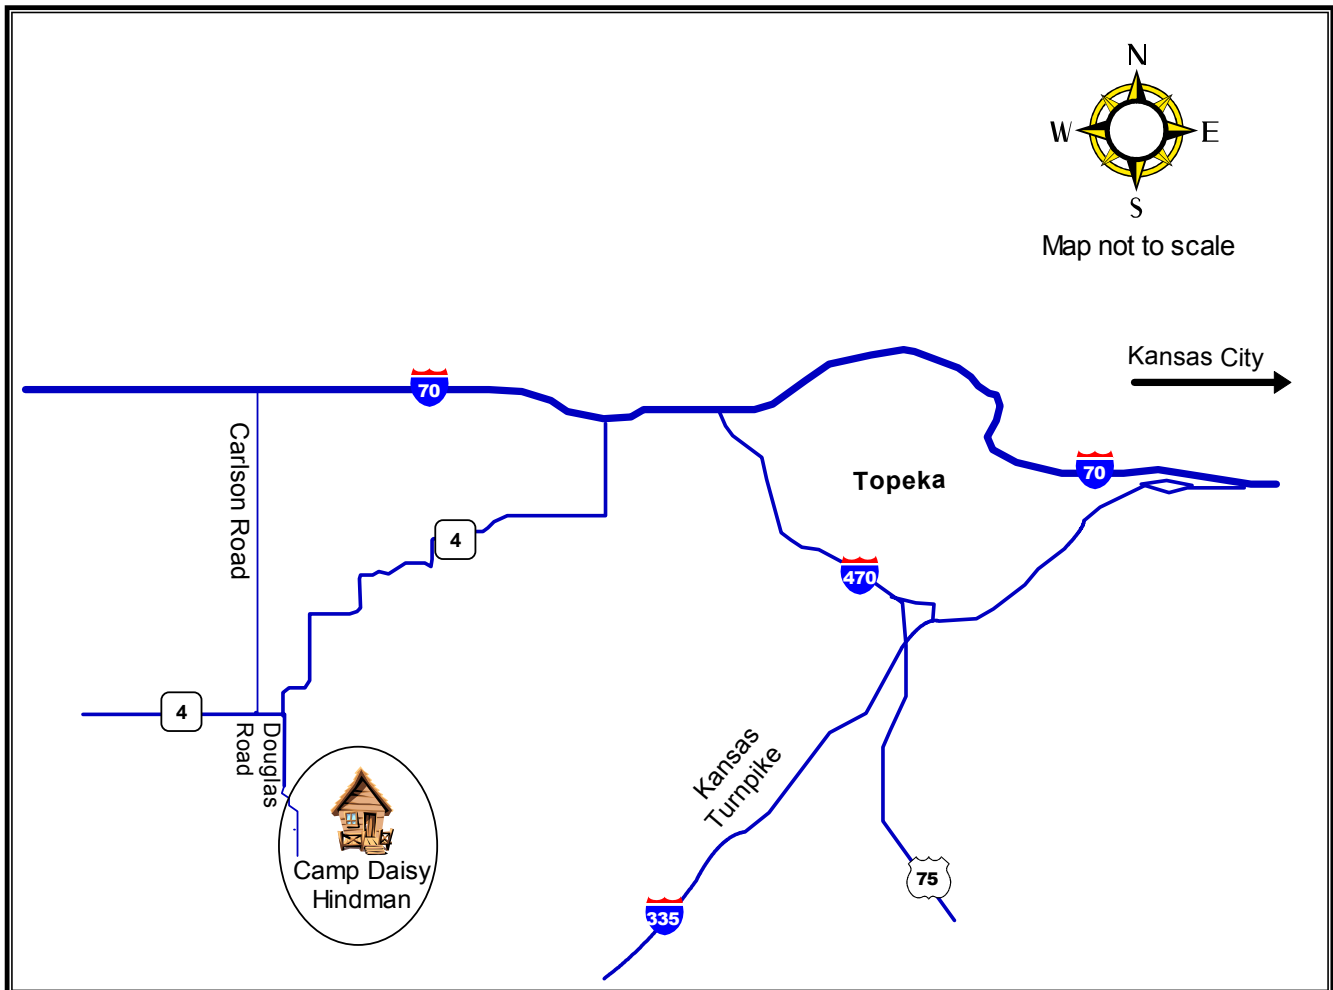 N
W E
S
Map not to scale
Kansas City
70
Carlson Road
70
Topeka
4
470
4
Douglas
Road
Kansas
Turnpike
Camp Daisy
Hindman
75
335